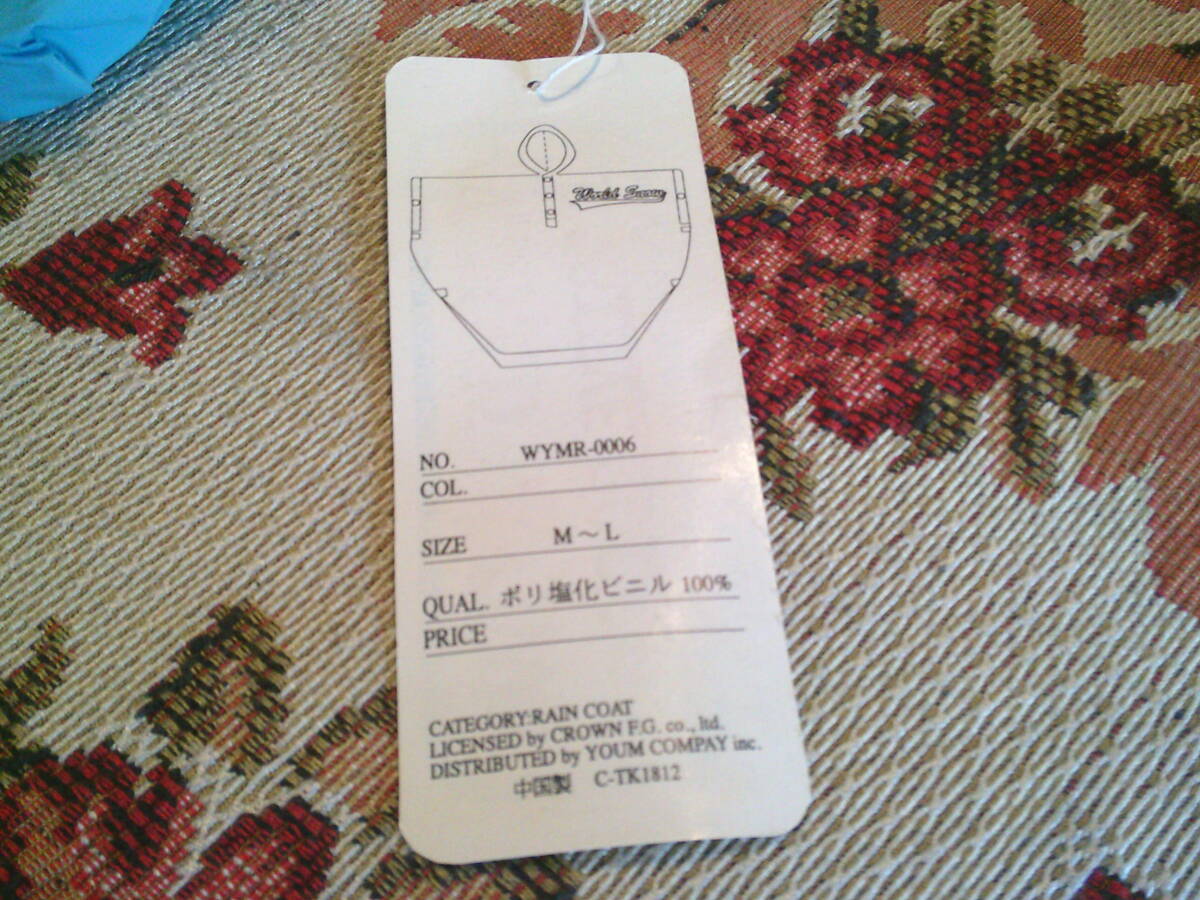 World
NO. WYMR-0006
COL.
SIZE M～L
QUAL. ポリ塩化ビニル 100%
PRICE
CATEGORY:RAIN COAT
LICENSED by CROWN F.G. co., ltd.
DISTRIBUTED by YOUM COMPAY inc.
中国製 C-TK1812